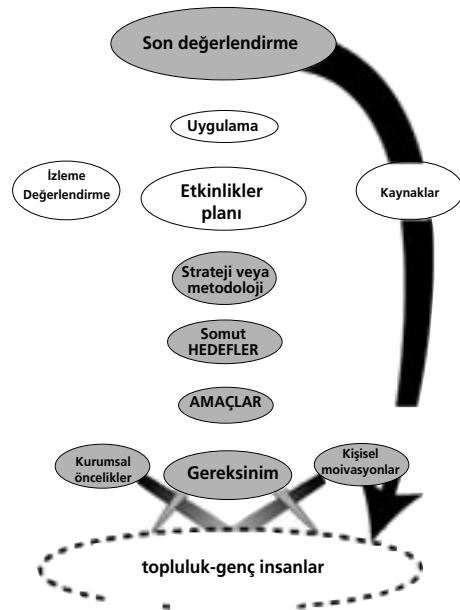 Son değerlendirme
Uygulama
İzleme
Değerlendirme
Etkinlikler
planı
Kaynaklar
Strateji veya
metodoloji
Somut
HEDEFLER
AMAÇLAR
Kurumsal
öncelikler
Gereksinim
Kişisel
moivasyonlar
topluluk-genç insanlar